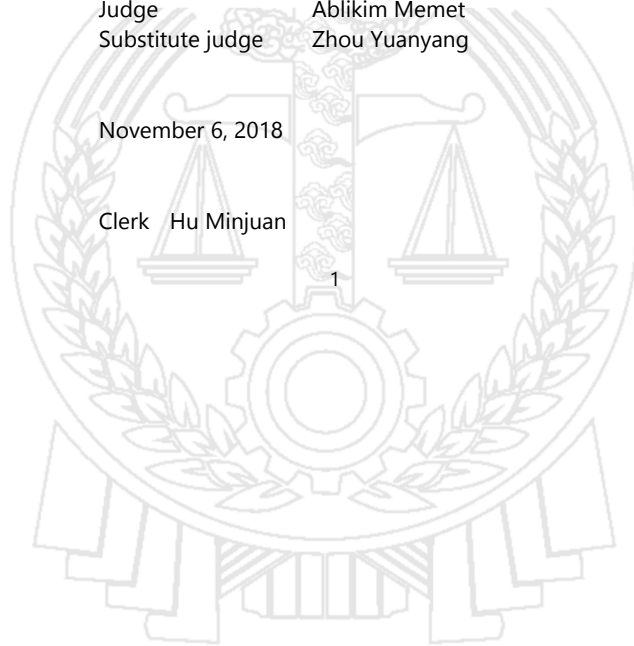 Judge Ablikim Memet
Substitute judge Zhou Yuanyang
November 6, 2018
Clerk Hu Minjuan
1